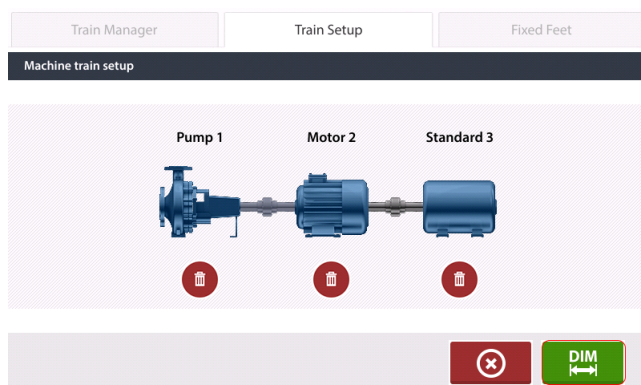 Train Manager
Train Setup
Fixed Feet
Machine train setup
Pump 1
Motor 2
Standard 3
DIM